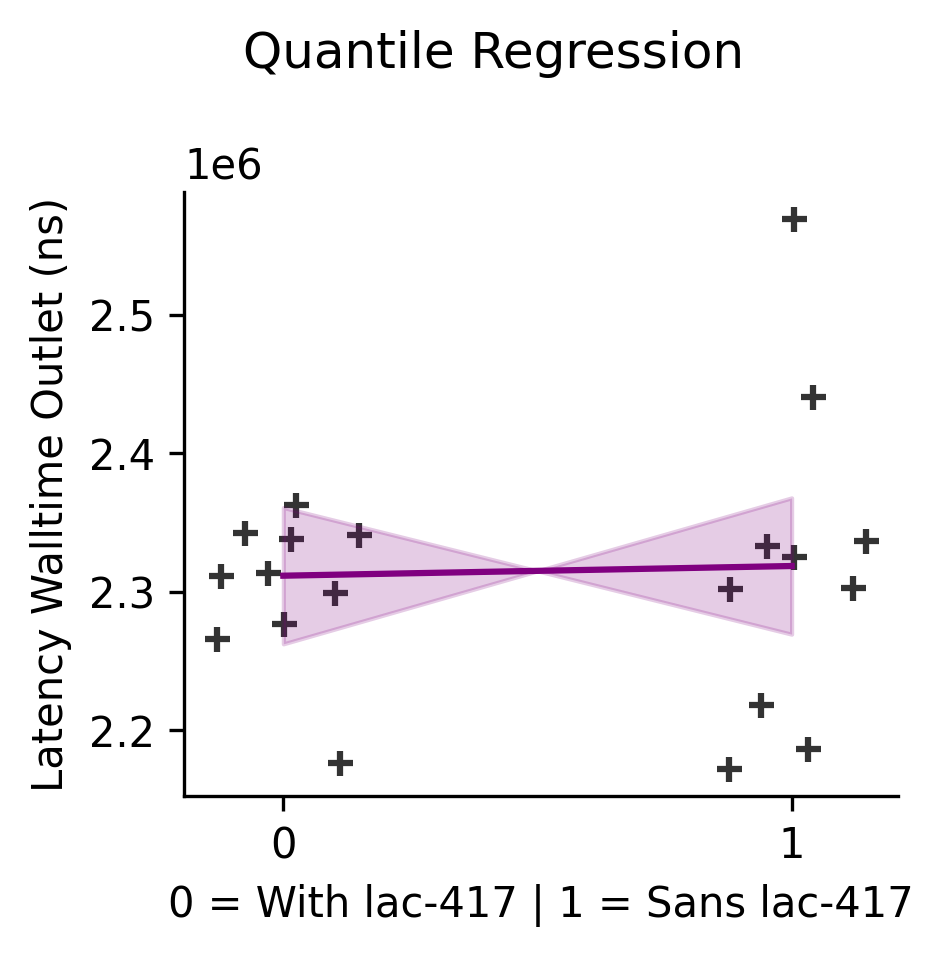 Quantile Regression
1e6
Latency Walltime Outlet (ns)
2.5
2.4
2.3
2.2
0 1
0 = With lac-417 | 1 = Sans lac-417